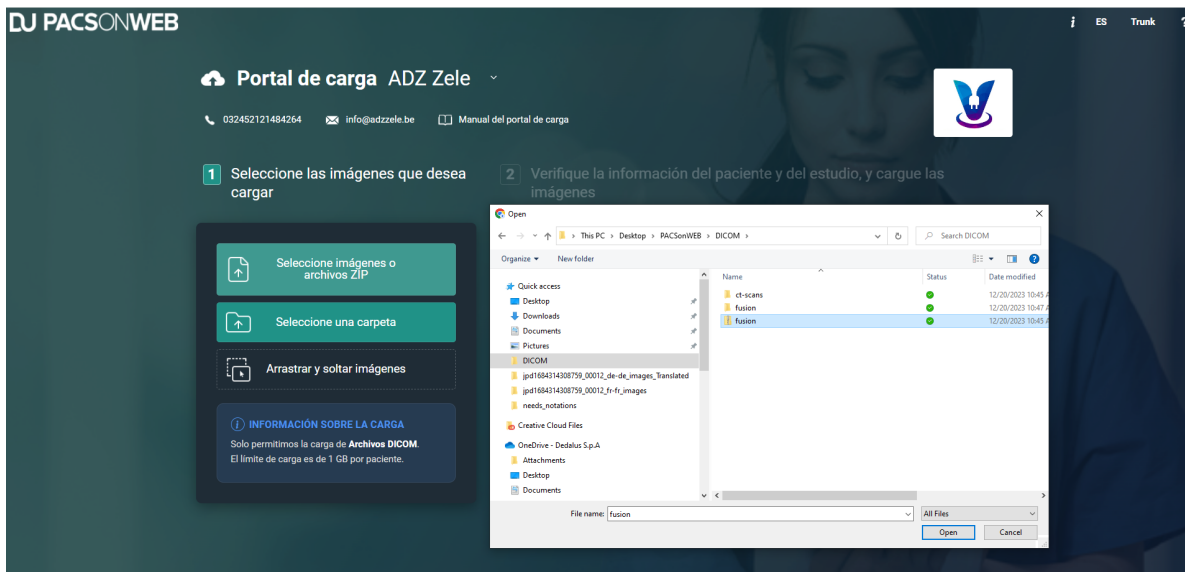 DU PACSONWEB
i ES Trunk ?
Portal de carga ADZ Zele
032452121484264 info@adzzele.be Manual del portal de carga
1 Seleccione las imágenes que desea
cargar
2 Verifique la información del paciente y del estudio, y cargue las
imágenes
Seleccione imágenes o
archivos ZIP
Seleccione una carpeta
Arrastrar y soltar imágenes
i INFORMACIÓN SOBRE LA CARGA
Solo permitimos la carga de Archivos DICOM.
El límite de carga es de 1 GB por paciente.
Open
This PC > Desktop > PACSonWEB > DICOM >
Search DICOM
Organize New folder
?
Quick access
Desktop
Downloads
Documents
Pictures
DICOM
jpd1684314308759_00012_de-de_images_Translated
jpd1684314308759_00012_fr-fr_images
needs_notations
Creative Cloud Files
OneDrive - Dedalus S.p.A
Attachments
Desktop
Documents
Name Status Date modified
ct-scans 12/20/2023 10:45 A
fusion 12/20/2023 10:47 A
fusion 12/20/2023 10:45 A
File name: fusion All Files
Open Cancel